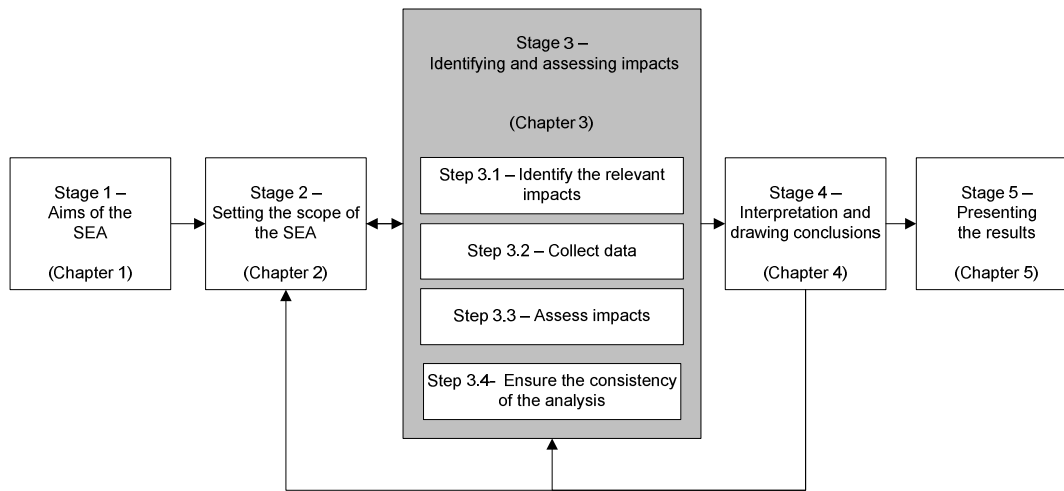 Stage 1 –
Aims of the
SEA
(Chapter 1)
Stage 2 –
Setting the scope of
the SEA
(Chapter 2)
Stage 3 –
Identifying and assessing impacts
(Chapter 3)
Step 3.1 – Identify the relevant
impacts
Step 3.2 – Collect data
Step 3.3 – Assess impacts
Step 3.4-  Ensure the consistency
of the analysis
Stage 4 –
Interpretation and
drawing conclusions
(Chapter 4)
Stage 5 –
Presenting
the results
(Chapter 5)